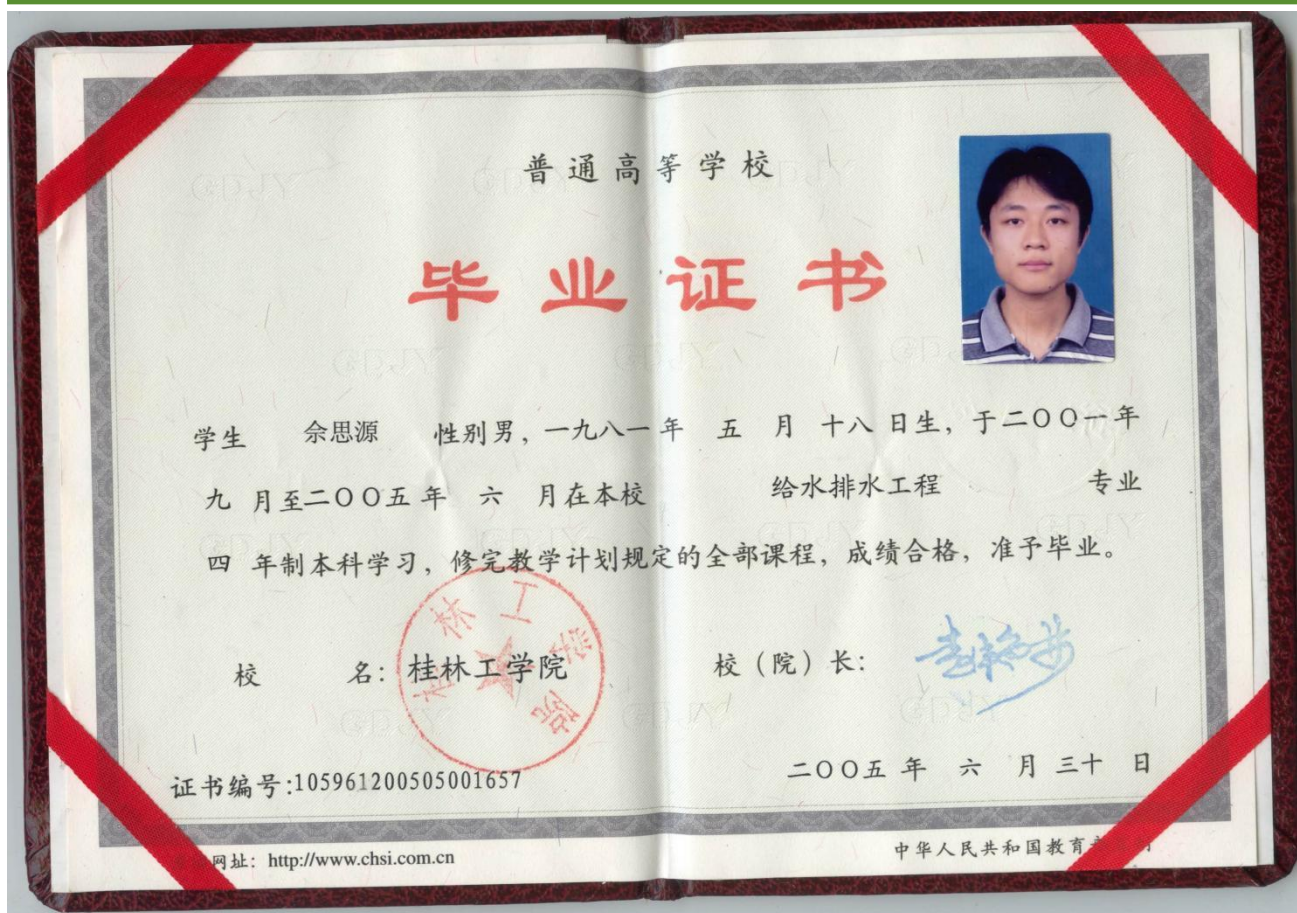 普通高等学校
毕业证书
学生 佘思源 性别男，一九八一年 五 月 十八 日生，于二〇〇一年
九 月至二〇〇五年 六 月在本校 给水排水工程 专业
四 年制本科学习，修完教学计划规定的全部课程，成绩合格，准予毕业。
校 名：桂林工学院 校（院）长：
桂林工学院
证书编号:105961200505001657 二〇〇五年 六 月 三十 日
网址：http://www.chsi.com.cn 中华人民共和国教育